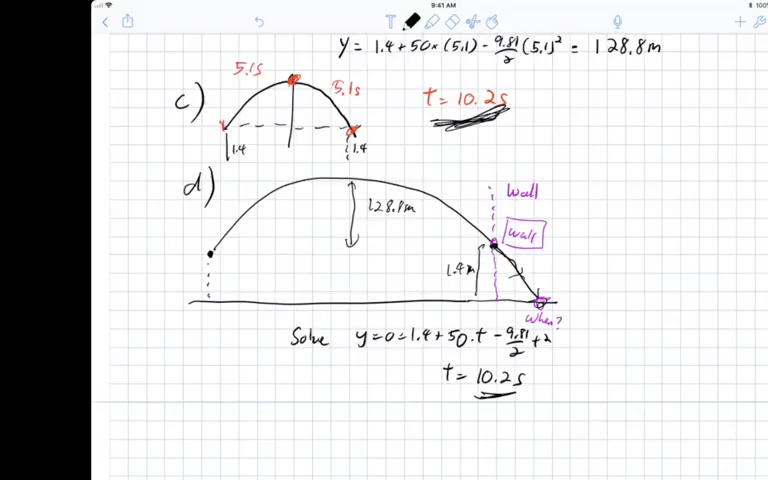 9:41 AM
100%
T
y = 1.4+50×(5.1) - 9.81/2 (5.1)² = 128.8m
5.1s
5.1s
c)
t = 10.2s
1.4
1.4
d)
Wall
128.8m
Wall
1.4m
When?
Solve y=0=1.4+50.t - 9.81/2 t2
t = 10.2s